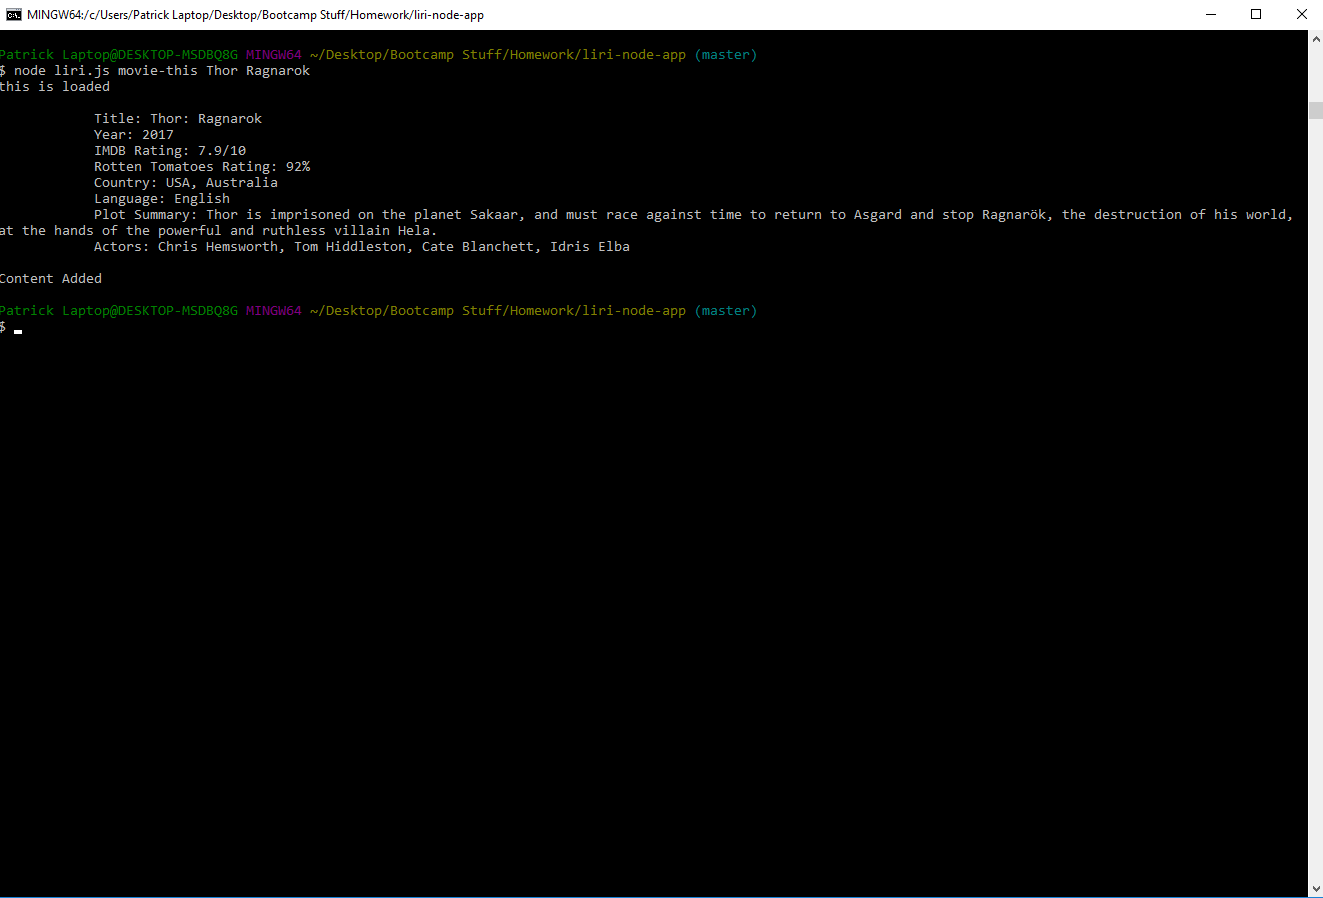 MINGW64:/c/Users/Patrick Laptop/Desktop/Bootcamp Stuff/Homework/liri-node-app
Patrick Laptop@DESKTOP-MSDBQ8G MINGW64 ~/Desktop/Bootcamp Stuff/Homework/liri-node-app (master)
$ node liri.js movie-this Thor Ragnarok
this is loaded
Title: Thor: Ragnarok
Year: 2017
IMDB Rating: 7.9/10
Rotten Tomatoes Rating: 92%
Country: USA, Australia
Language: English
Plot Summary: Thor is imprisoned on the planet Sakaar, and must race against time to return to Asgard and stop Ragnarök, the destruction of his world,
at the hands of the powerful and ruthless villain Hela.
Actors: Chris Hemsworth, Tom Hiddleston, Cate Blanchett, Idris Elba
Content Added
Patrick Laptop@DESKTOP-MSDBQ8G MINGW64 ~/Desktop/Bootcamp Stuff/Homework/liri-node-app (master)
$